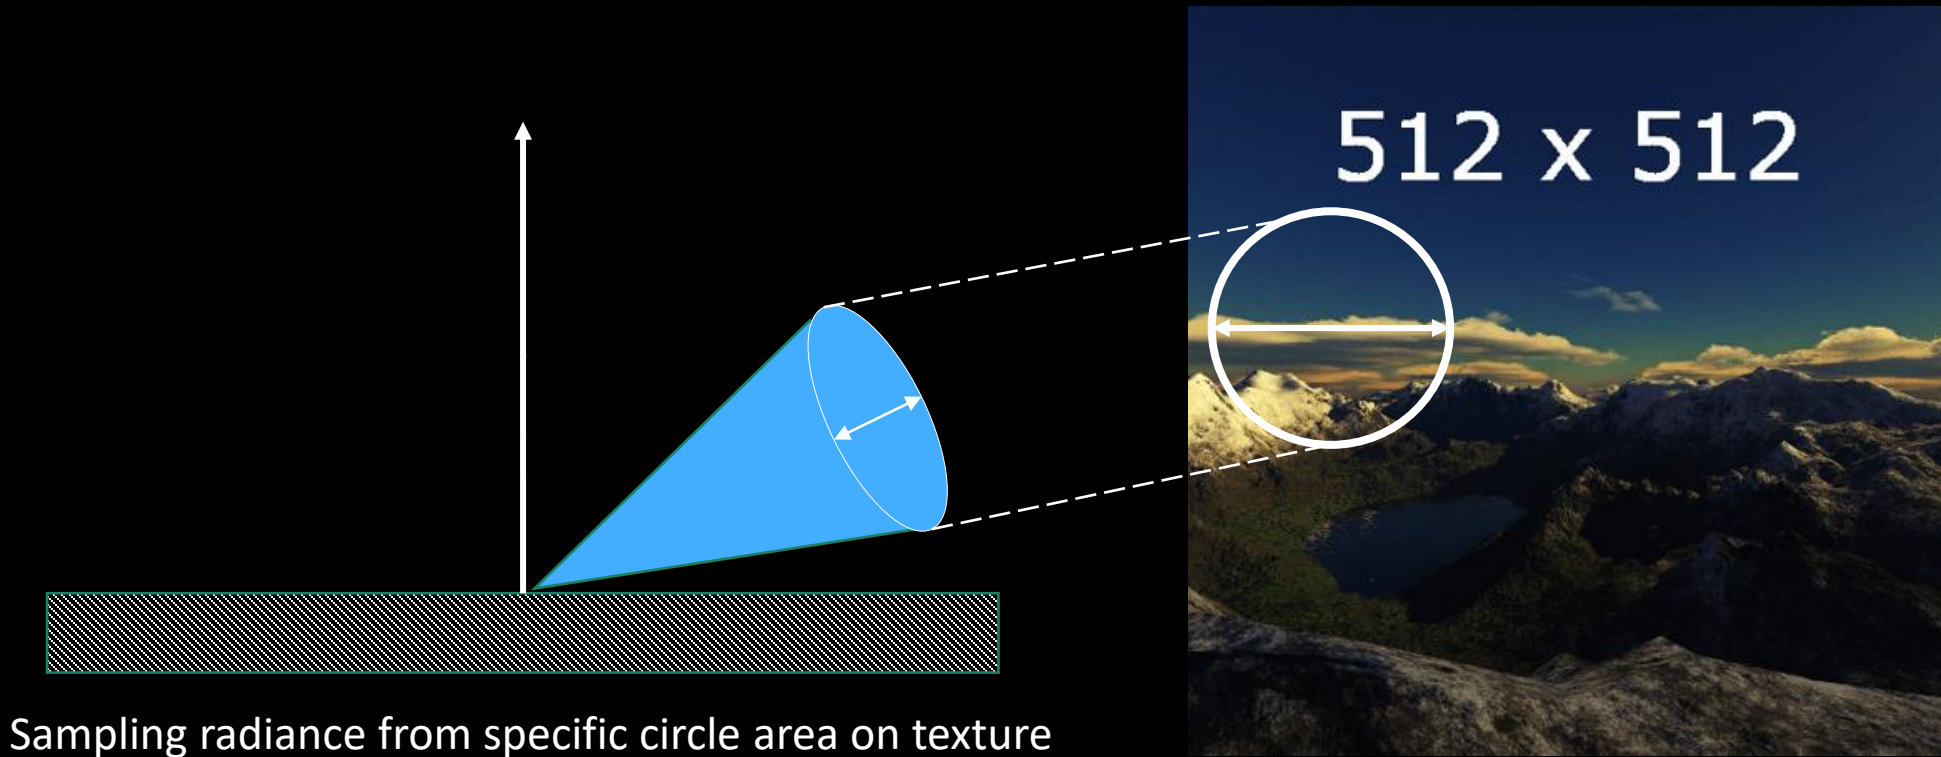 512 x 512
Sampling radiance from specific circle area on texture